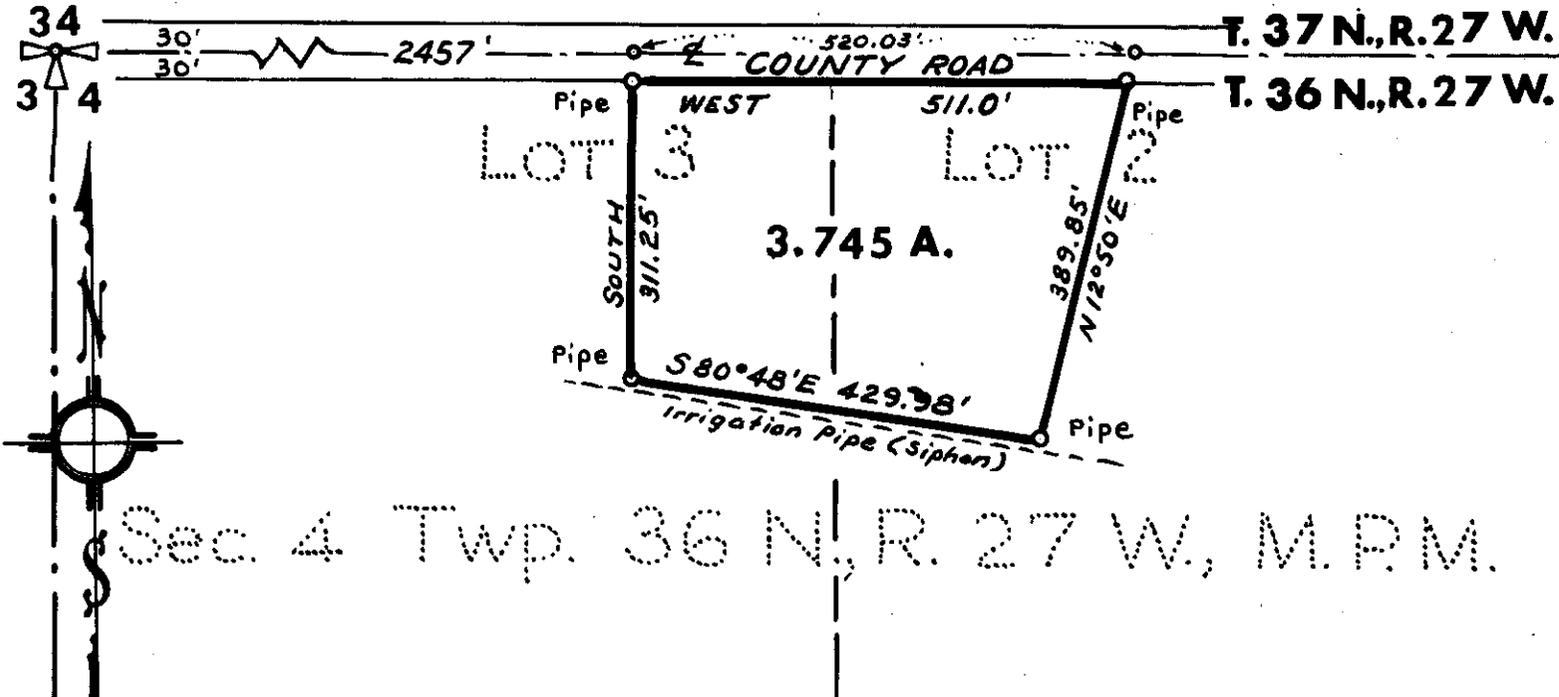 34
3 4
30'
30'
2457'
℄ 520.03'
COUNTY ROAD
T. 37 N., R. 27 W.
T. 36 N., R. 27 W.
Pipe
WEST 511.0'
Pipe
LOT 3
LOT 2
SOUTH
311.25'
3.745 A.
389.85'
N 12°50'E
Pipe
S 80°48'E 429.98'
Irrigation Pipe (Siphon)
Pipe
N
S
Sec. 4 Twp. 36 N., R. 27 W., M.P.M.